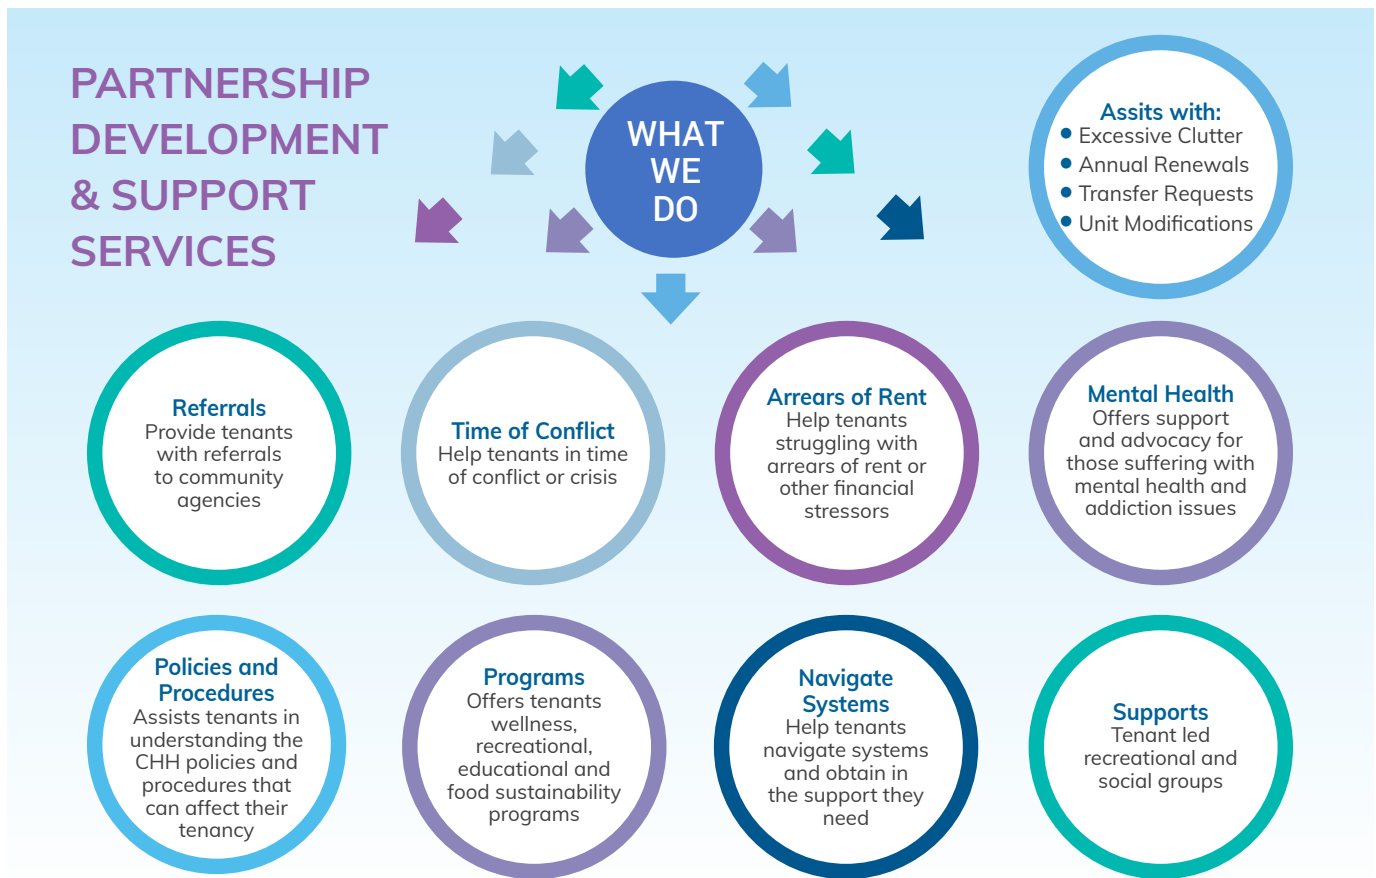 PARTNERSHIP
DEVELOPMENT
& SUPPORT
SERVICES
WHAT
WE
DO
Assits with:
• Excessive Clutter
• Annual Renewals
• Transfer Requests
• Unit Modifications
Referrals
Provide tenants
with referrals
to community
agencies
Time of Conflict
Help tenants in time
of conflict or crisis
Arrears of Rent
Help tenants
struggling with
arrears of rent or
other financial
stressors
Mental Health
Offers support
and advocacy for
those suffering with
mental health and
addiction issues
Policies and
Procedures
Assists tenants in
understanding the
CHH policies and
procedures that
can affect their
tenancy
Programs
Offers tenants
wellness,
recreational,
educational and
food sustainability
programs
Navigate
Systems
Help tenants
navigate systems
and obtain in
the support they
need
Supports
Tenant led
recreational and
social groups